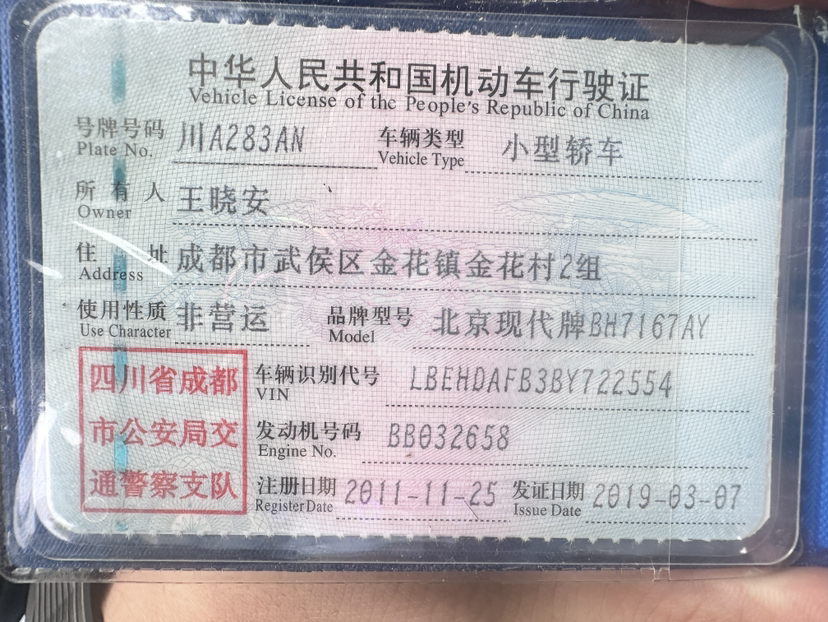 中华人民共和国机动车行驶证
Vehicle License of the People's Republic of China
号牌号码 川A283AN 车辆类型 小型轿车
Plate No. Vehicle Type
所有人 王晓安
Owner
住址 成都市武侯区金花镇金花村2组
Address
使用性质 非营运 品牌型号 北京现代牌BH7167AY
Use Character Model
四川省成都 车辆识别代号 LBEHDAFB3BY722554
VIN
市公安局交 发动机号码 BB032658
Engine No.
通警察支队 注册日期 2011-11-25 发证日期 2019-03-07
Register Date Issue Date